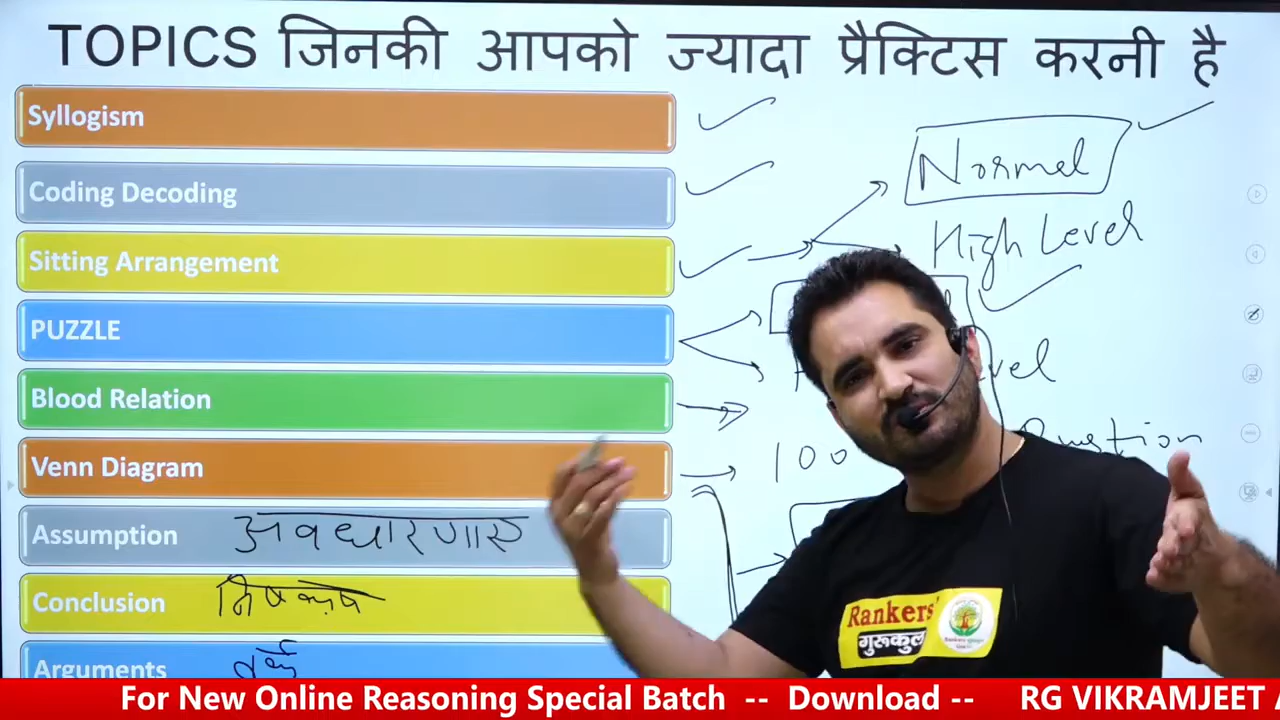 TOPICS जिनकी आपको ज्यादा प्रैक्टिस करनी है
Syllogism
Coding Decoding
Sitting Arrangement
PUZZLE
Blood Relation
Venn Diagram
Assumption अवधारणाए
Conclusion निष्कर्ष
Arguments तर्क
Normal
High Level
100
Question
Rankers'
गुरूकुल
For New Online Reasoning Special Batch -- Download -- RG VIKRAMJEET